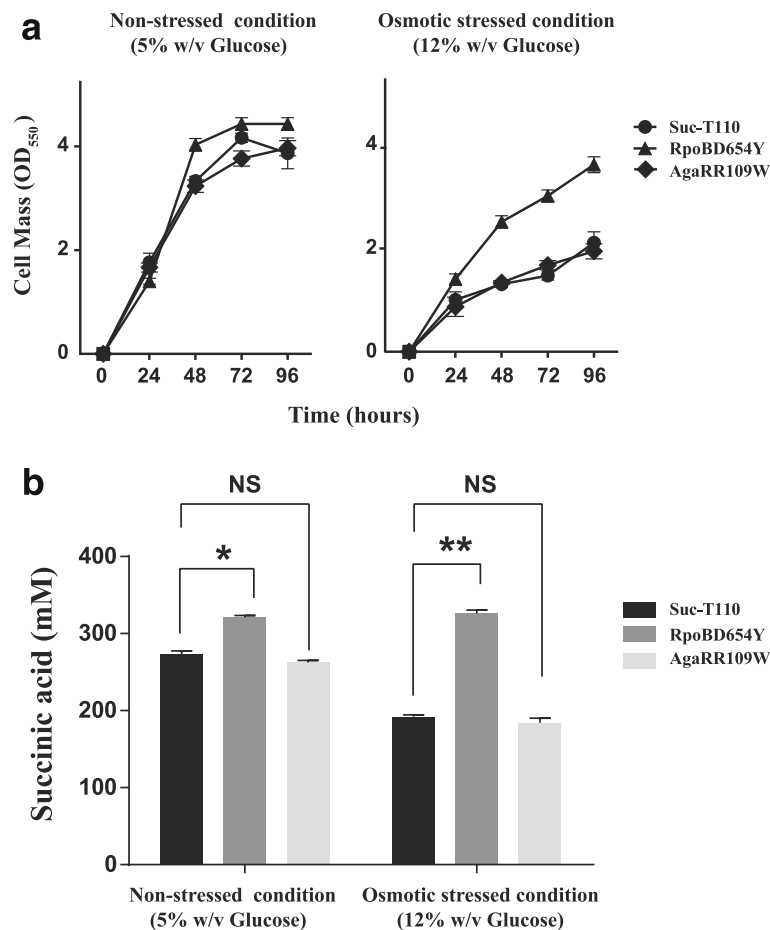 a
Non-stressed condition
(5% w/v Glucose)
Osmotic stressed condition
(12% w/v Glucose)
Cell Mass (OD550)
4
2
0
0 24 48 72 96
4
2
0
0 24 48 72 96
Time (hours)
Suc-T110
RpoBD654Y
AgaRR109W
b
NS
*
NS
**
Succinic acid (mM)
400
300
200
100
0
Non-stressed condition
(5% w/v Glucose)
Osmotic stressed condition
(12% w/v Glucose)
Suc-T110
RpoBD654Y
AgaRR109W